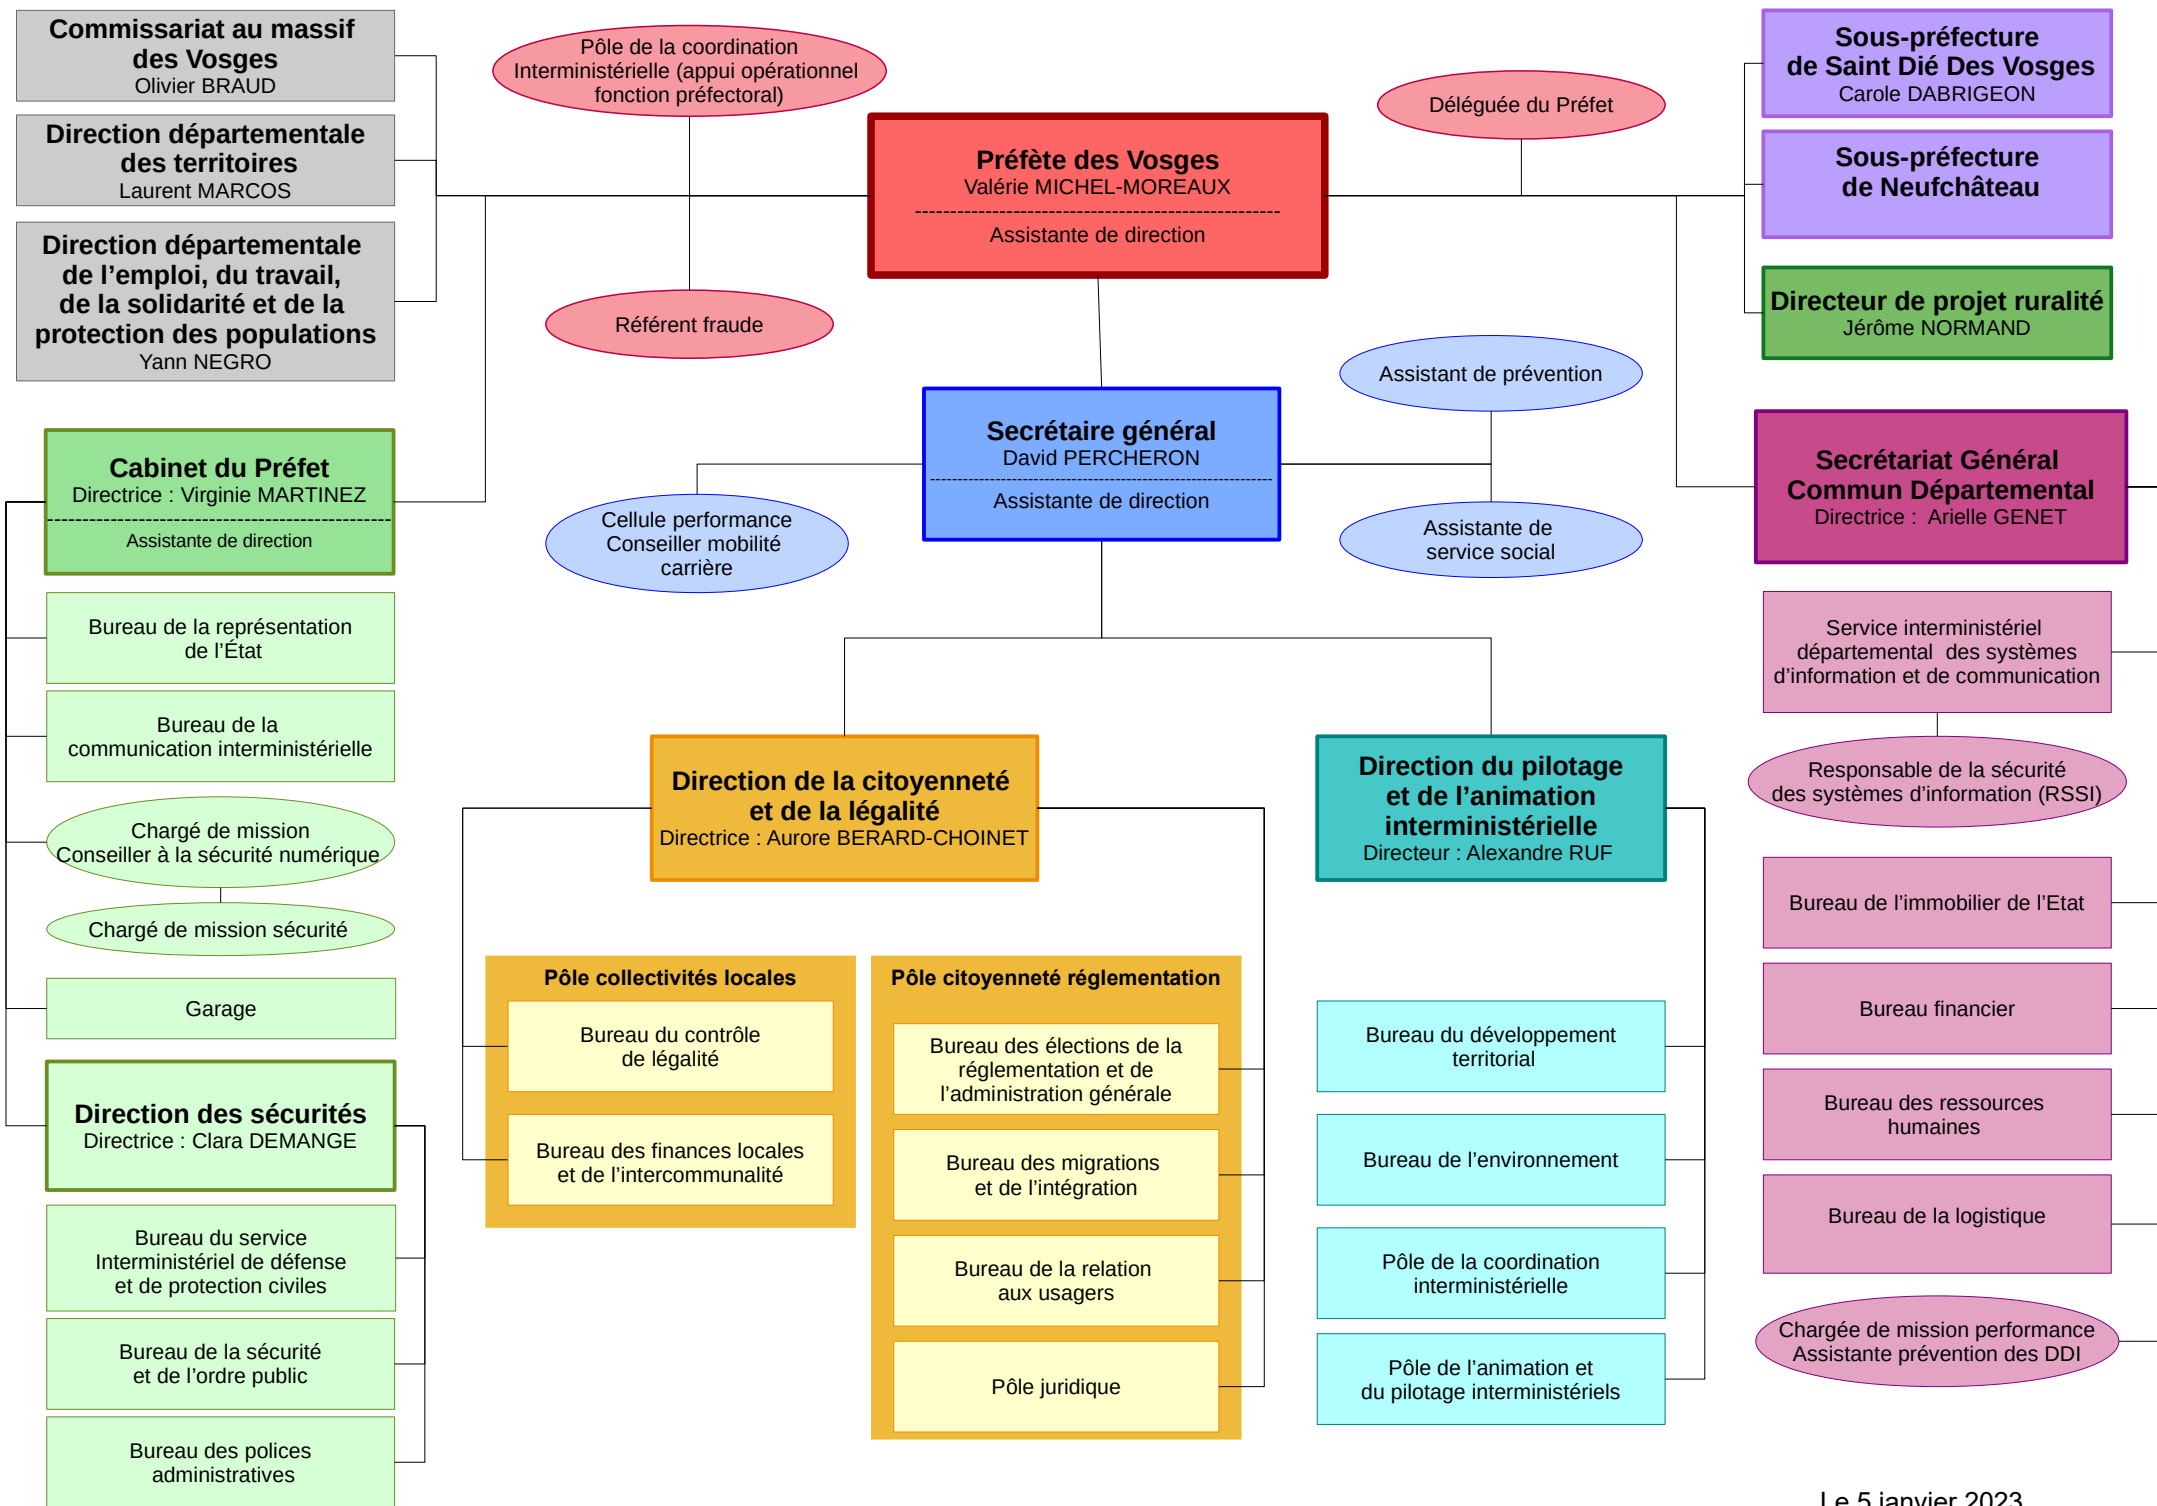 Commissariat au massif
des Vosges
Olivier BRAUD
Direction départementale
des territoires
Laurent MARCOS
Direction départementale
de l’emploi, du travail,
de la solidarité et de la
protection des populations
Yann NEGRO
Pôle de la coordination
Interministérielle (appui opérationnel
fonction préfectoral)
Référent fraude
Préfète des Vosges
Valérie MICHEL-MOREAUX
Assistante de direction
Déléguée du Préfet
Sous-préfecture
de Saint Dié Des Vosges
Carole DABRIGEON
Sous-préfecture
de Neufchâteau
Directeur de projet ruralité
Jérôme NORMAND
Secrétaire général
David PERCHERON
Assistante de direction
Assistant de prévention
Assistante de
service social
Cellule performance
Conseiller mobilité
carrière
Cabinet du Préfet
Directrice : Virginie MARTINEZ
Assistante de direction
Bureau de la représentation
de l’État
Bureau de la
communication interministérielle
Chargé de mission
Conseiller à la sécurité numérique
Chargé de mission sécurité
Garage
Direction des sécurités
Directrice : Clara DEMANGE
Bureau du service
Interministériel de défense
et de protection civiles
Bureau de la sécurité
et de l’ordre public
Bureau des polices
administratives
Direction de la citoyenneté
et de la légalité
Directrice : Aurore BERARD-CHOINET
Pôle collectivités locales
Bureau du contrôle
de légalité
Bureau des finances locales
et de l’intercommunalité
Pôle citoyenneté réglementation
Bureau des élections de la
réglementation et de
l’administration générale
Bureau des migrations
et de l’intégration
Bureau de la relation
aux usagers
Pôle juridique
Direction du pilotage
et de l’animation
interministérielle
Directeur : Alexandre RUF
Bureau du développement
territorial
Bureau de l’environnement
Pôle de la coordination
interministérielle
Pôle de l’animation et
du pilotage interministériels
Secrétariat Général
Commun Départemental
Directrice : Arielle GENET
Service interministériel
départemental des systèmes
d’information et de communication
Responsable de la sécurité
des systèmes d’information (RSSI)
Bureau de l’immobilier de l’Etat
Bureau financier
Bureau des ressources
humaines
Bureau de la logistique
Chargée de mission performance
Assistante prévention des DDI
Le 5 janvier 2023